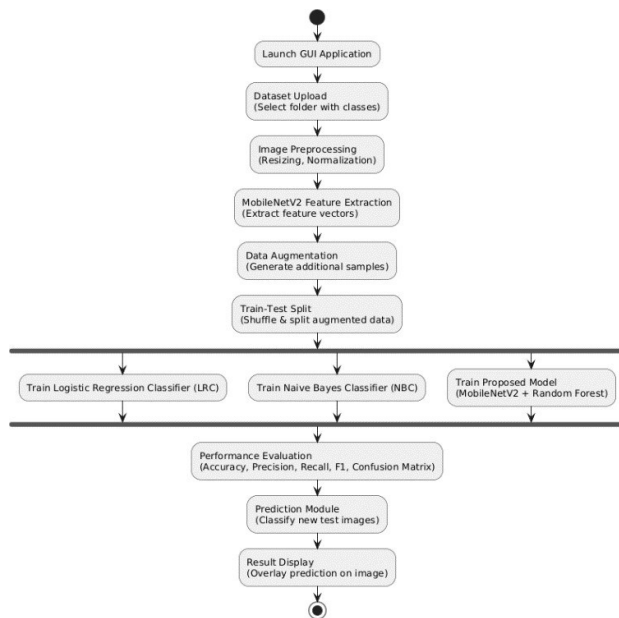 Launch GUI Application
Dataset Upload
(Select folder with classes)
Image Preprocessing
(Resizing, Normalization)
MobileNetV2 Feature Extraction
(Extract feature vectors)
Data Augmentation
(Generate additional samples)
Train-Test Split
(Shuffle & split augmented data)
Train Logistic Regression Classifier (LRC)
Train Naive Bayes Classifier (NBC)
Train Proposed Model
(MobileNetV2 + Random Forest)
Performance Evaluation
(Accuracy, Precision, Recall, F1, Confusion Matrix)
Prediction Module
(Classify new test images)
Result Display
(Overlay prediction on image)